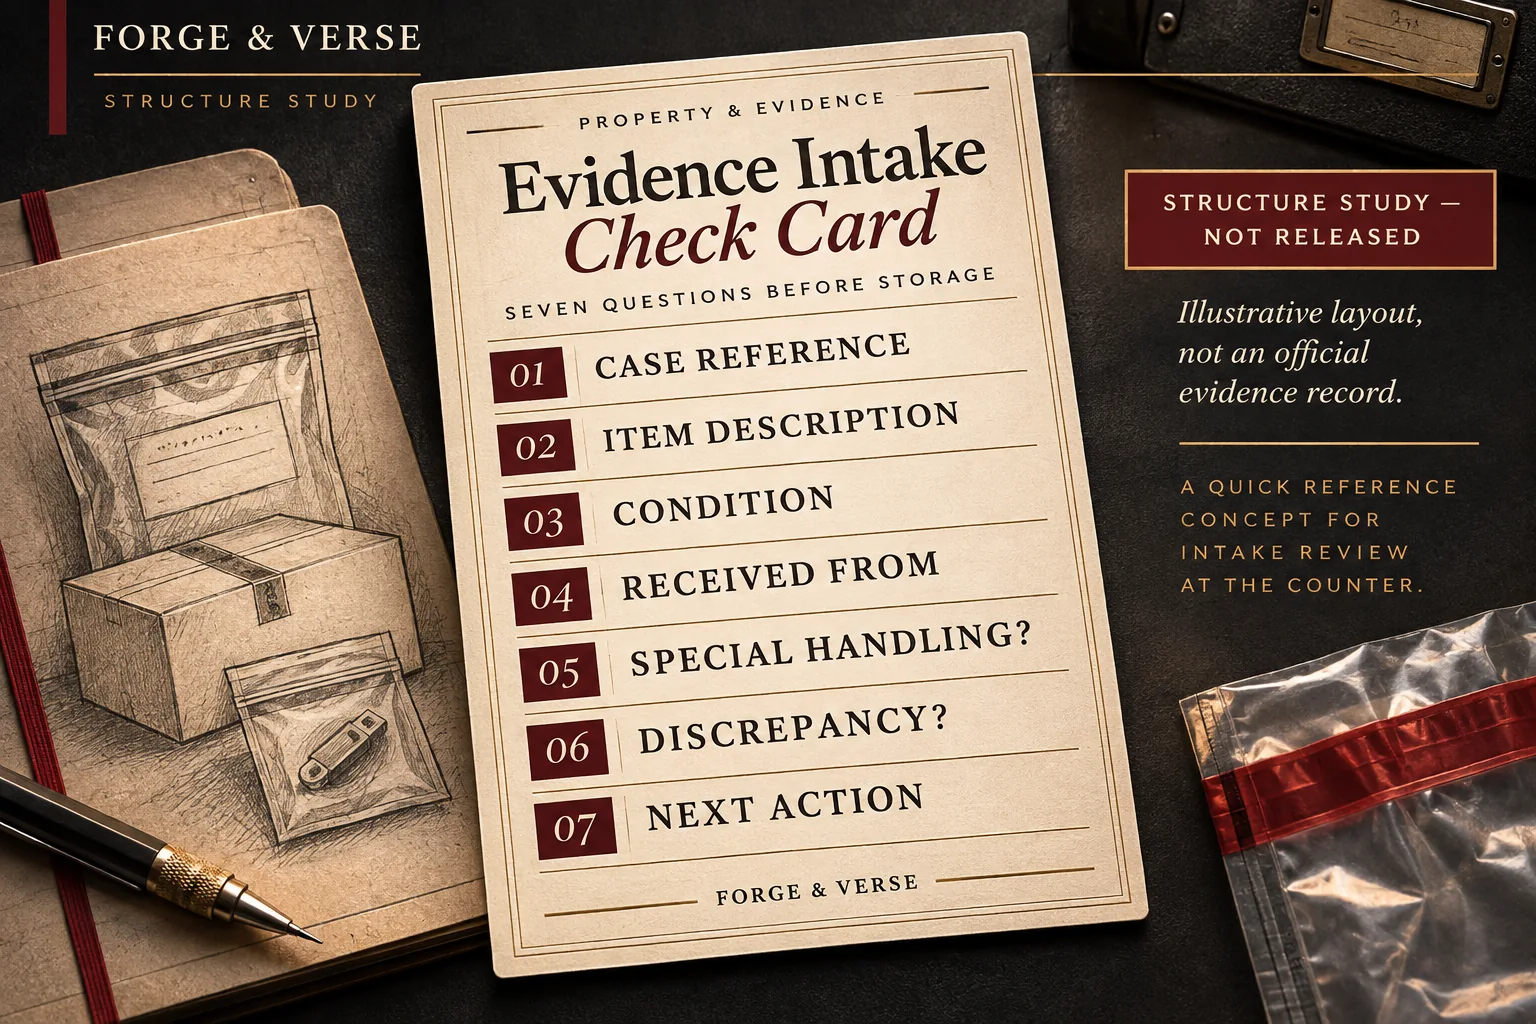 FORGE & VERSE
STRUCTURE STUDY
PROPERTY & EVIDENCE
Evidence Intake
Check Card
SEVEN QUESTIONS BEFORE STORAGE
01 CASE REFERENCE
02 ITEM DESCRIPTION
03 CONDITION
04 RECEIVED FROM
05 SPECIAL HANDLING?
06 DISCREPANCY?
07 NEXT ACTION
FORGE & VERSE
STRUCTURE STUDY —
NOT RELEASED
Illustrative layout,
not an official
evidence record.
A QUICK REFERENCE
CONCEPT FOR
INTAKE REVIEW
AT THE COUNTER.